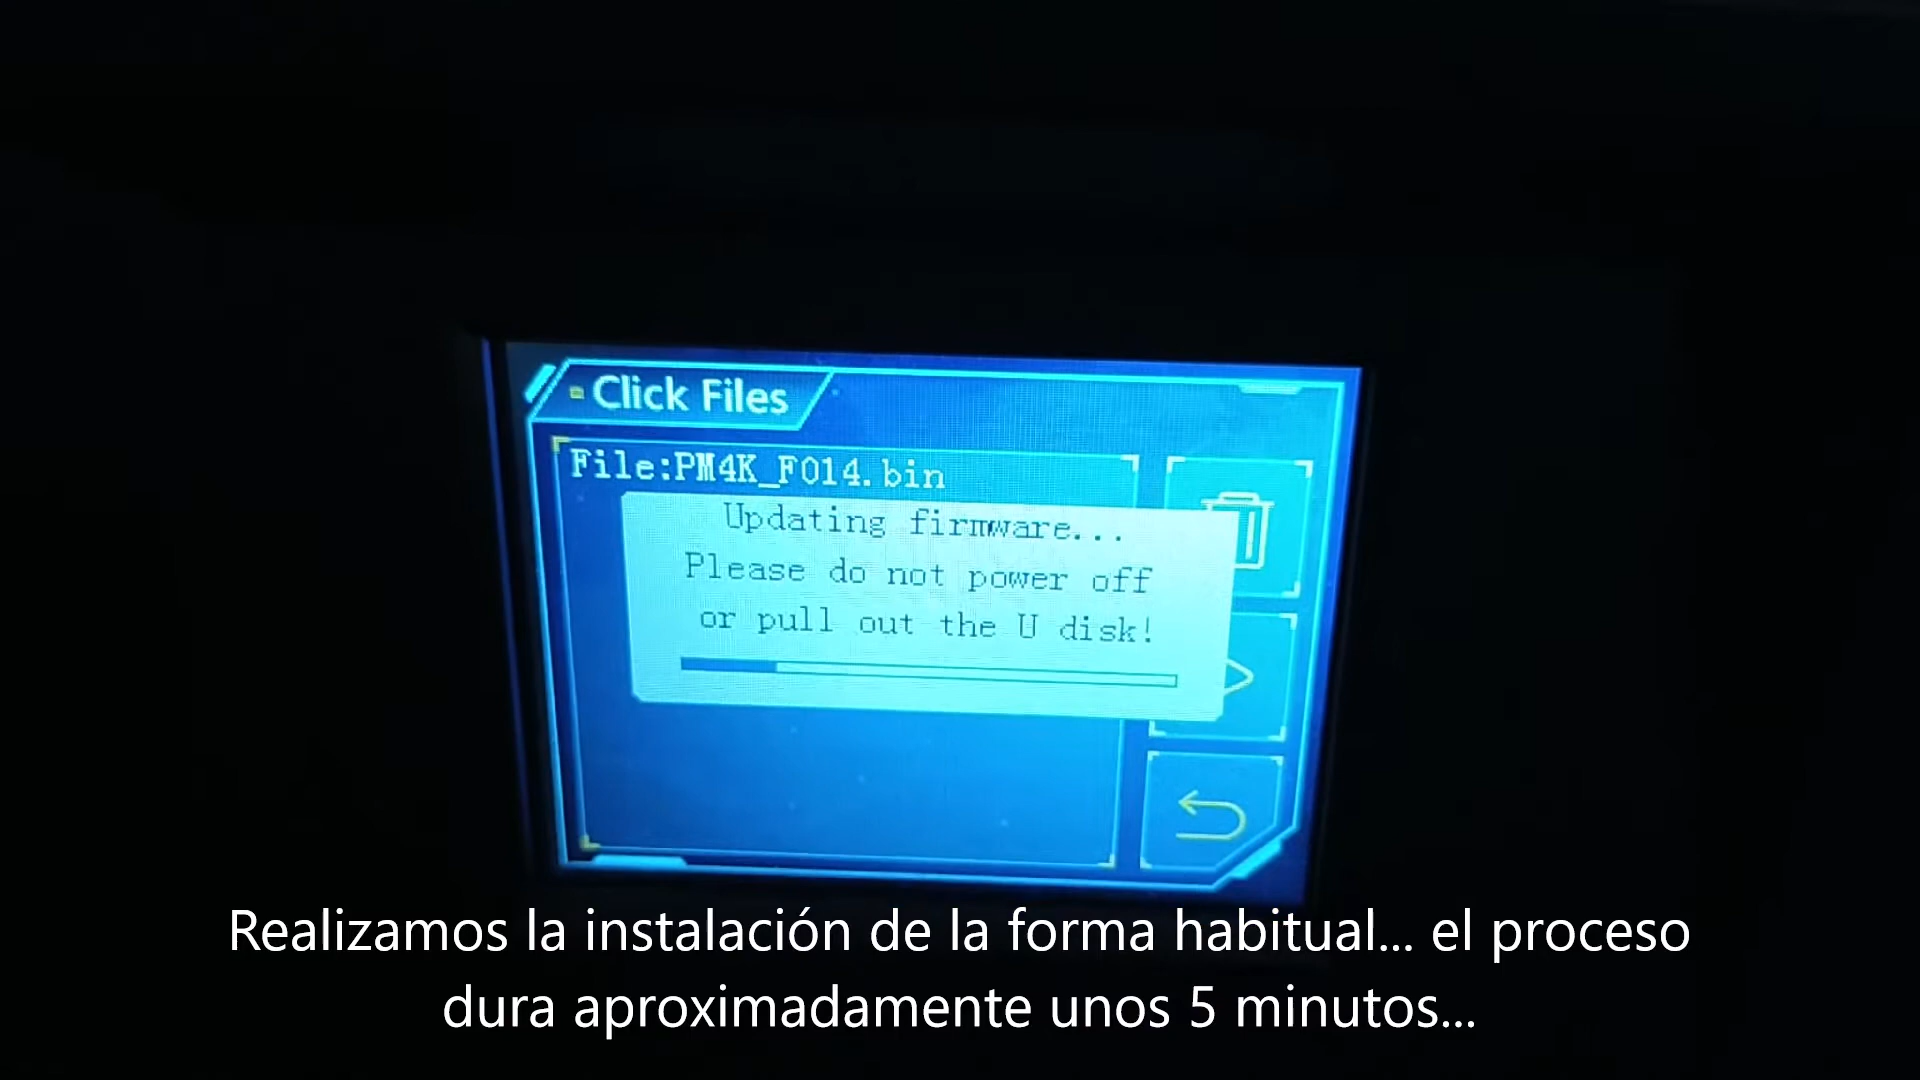 Click Files
File:PM4K_F014.bin
Updating firmware...
Please do not power off
or pull out the U disk!
Realizamos la instalación de la forma habitual... el proceso
dura aproximadamente unos 5 minutos...